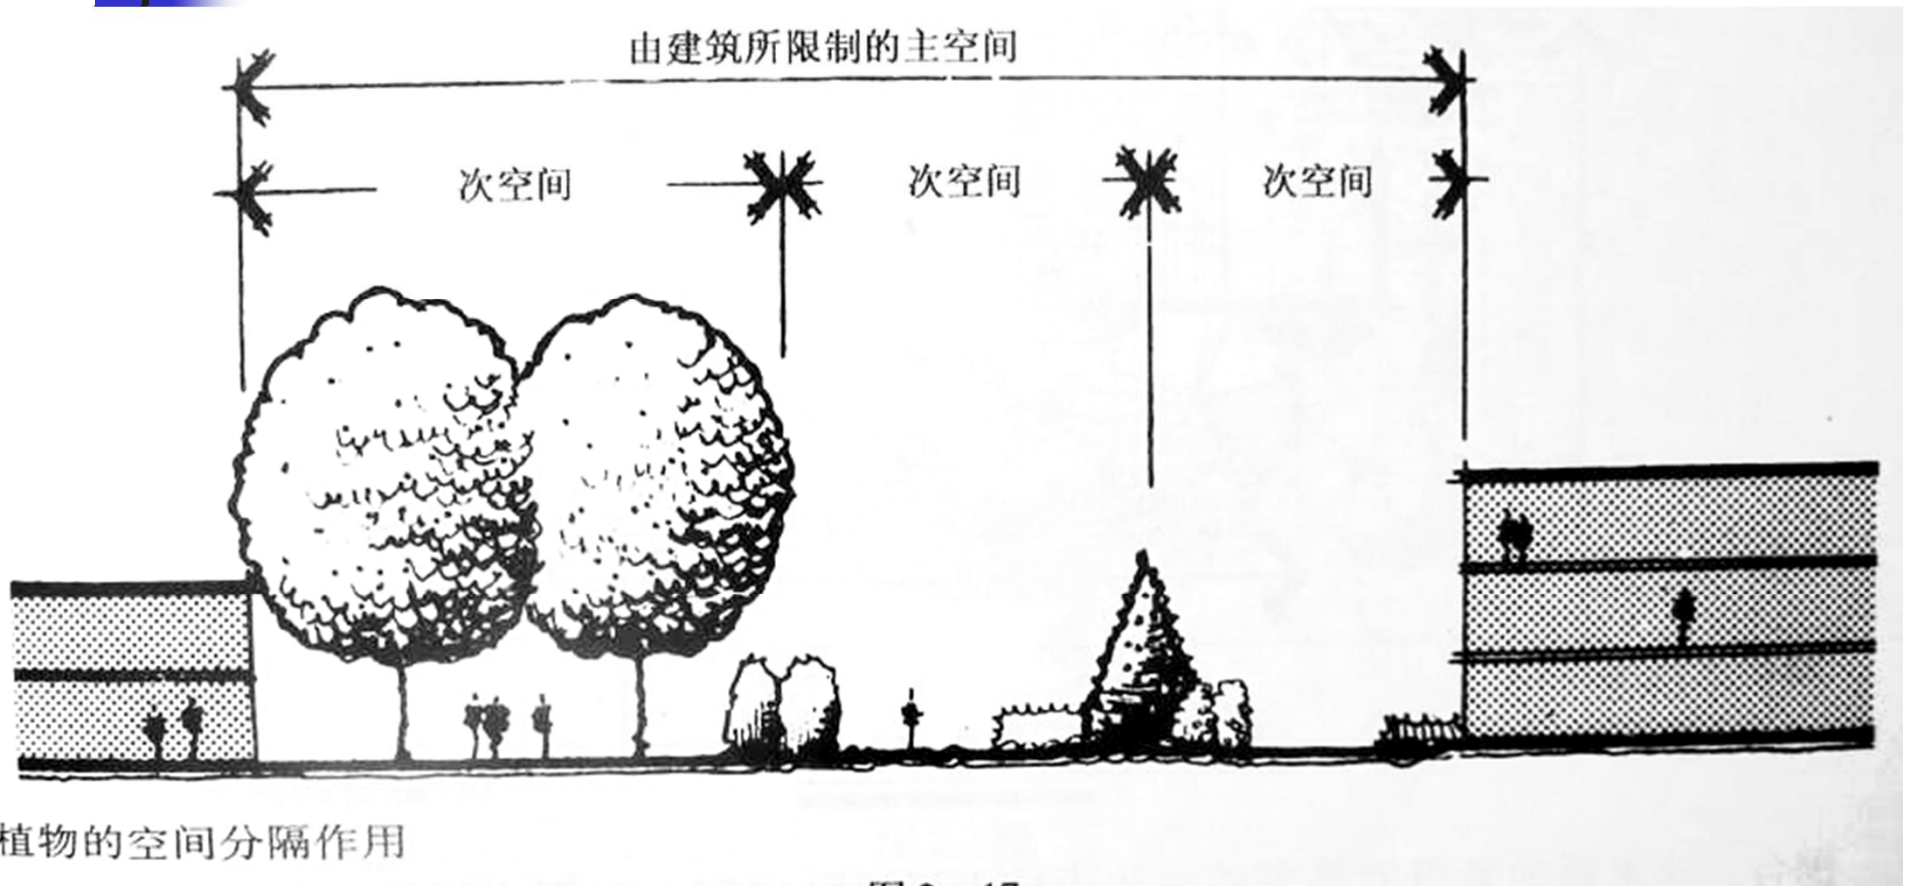 由建筑所限制的主空间
次空间 次空间 次空间
植物的空间分隔作用